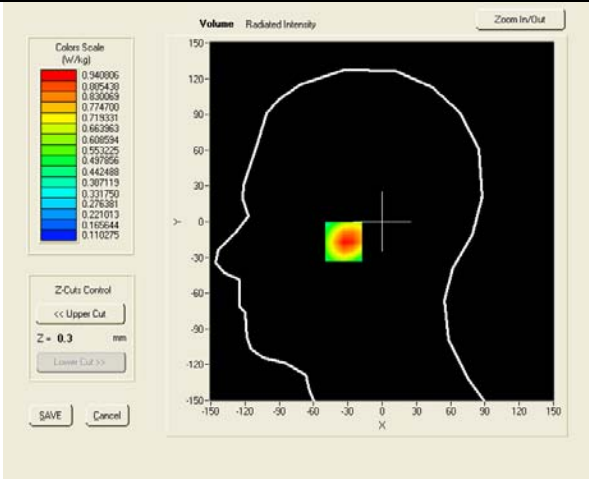 Volume Radiated Intensity
Zoom In/Out
Colors Scale
(W/kg)
0.940806
0.885438
0.830069
0.774700
0.719331
0.663963
0.608594
0.553225
0.497856
0.442488
0.387119
0.331750
0.276381
0.221013
0.165644
0.110275
Z-Cuts Control
<< Upper Cut
Z = 0.3 mm
Lower Cut >>
SAVE Cancel
150
120
90
60
30
0
-30
-60
-90
-120
-150
Y
-150 -120 -90 -60 -30 0 30 60 90 120 150
X